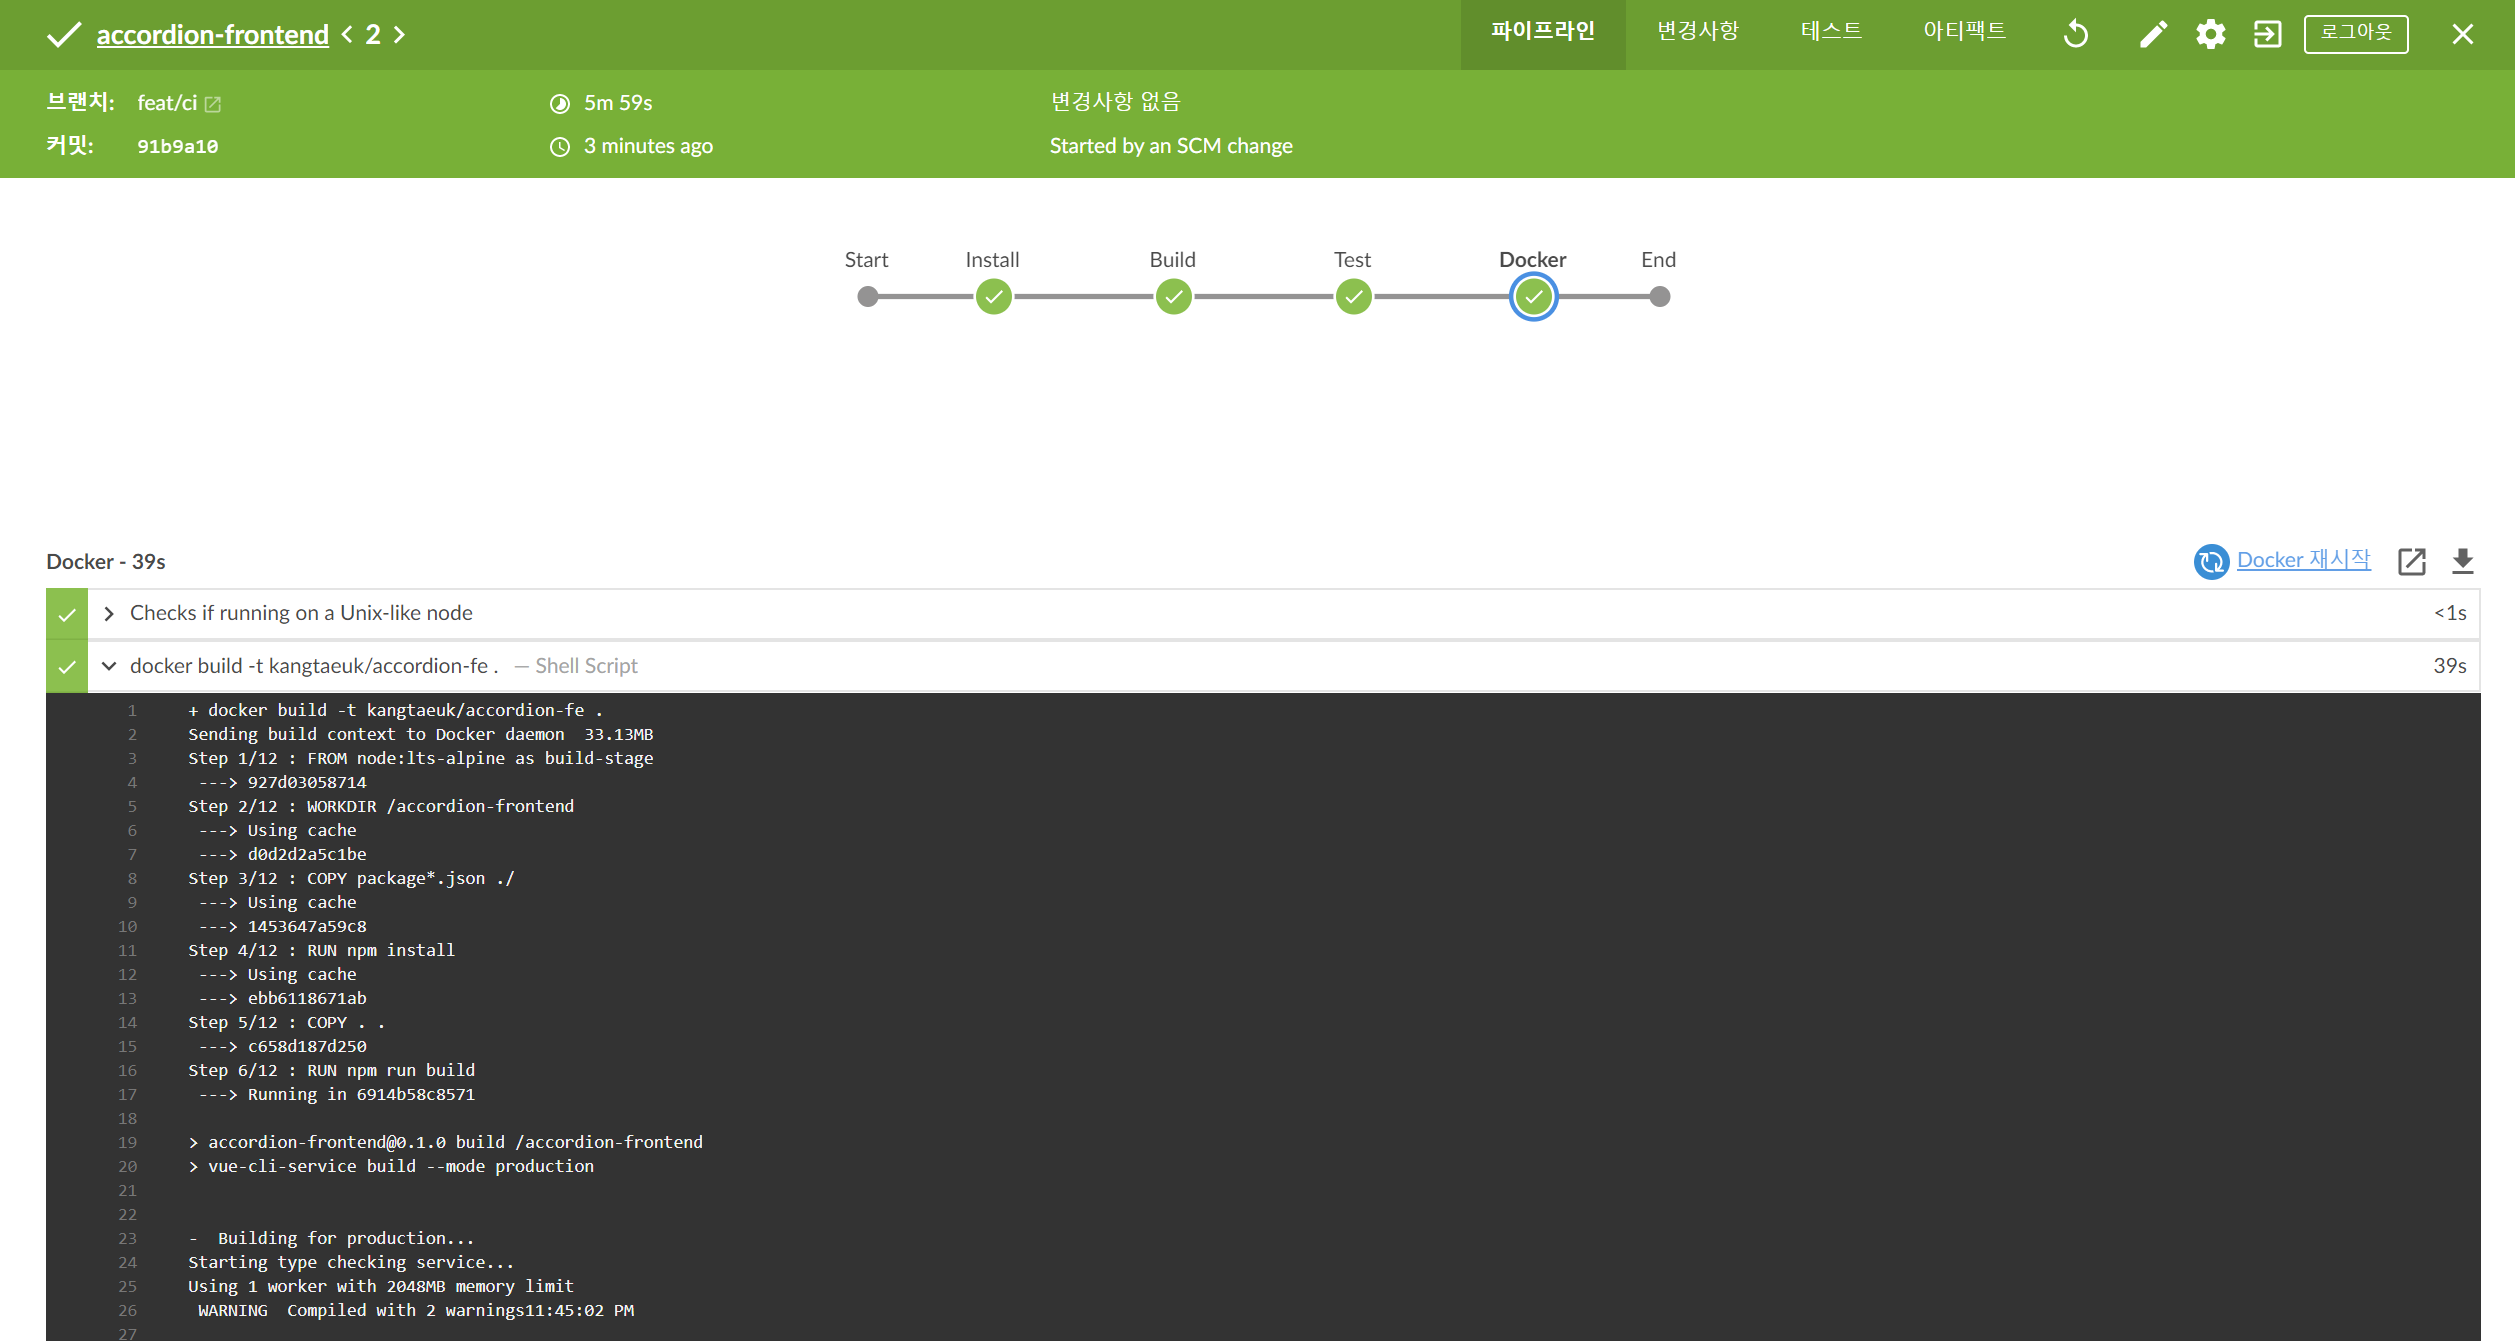 accordion-frontend < 2 >
파이프라인 변경사항 테스트 아티팩트 로그아웃
브랜치: feat/ci 5m 59s 변경사항 없음
커밋: 91b9a10 3 minutes ago Started by an SCM change
Start Install Build Test Docker End
Docker - 39s Docker 재시작
Checks if running on a Unix-like node <1s
docker build -t kangtaeuk/accordion-fe . — Shell Script 39s
1 + docker build -t kangtaeuk/accordion-fe .
2 Sending build context to Docker daemon  33.13MB
3 Step 1/12 : FROM node:lts-alpine as build-stage
4  ---> 927d03058714
5 Step 2/12 : WORKDIR /accordion-frontend
6  ---> Using cache
7  ---> d0d2d2a5c1be
8 Step 3/12 : COPY package*.json ./
9  ---> Using cache
10  ---> 1453647a59c8
11 Step 4/12 : RUN npm install
12  ---> Using cache
13  ---> ebb6118671ab
14 Step 5/12 : COPY . .
15  ---> c658d187d250
16 Step 6/12 : RUN npm run build
17  ---> Running in 6914b58c8571
18
19 > accordion-frontend@0.1.0 build /accordion-frontend
20 > vue-cli-service build --mode production
21
22
23 -  Building for production...
24 Starting type checking service...
25 Using 1 worker with 2048MB memory limit
26  WARNING  Compiled with 2 warnings11:45:02 PM
27